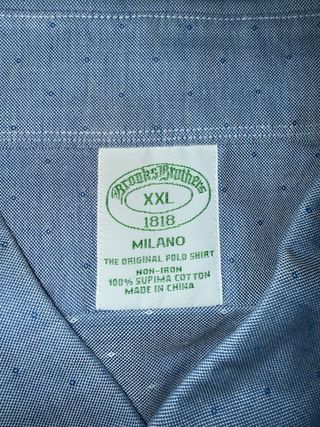 Brooks Brothers
XXL
1818
MILANO
THE ORIGINAL POLO SHIRT
NON-IRON
100% SUPIMA COTTON
MADE IN CHINA